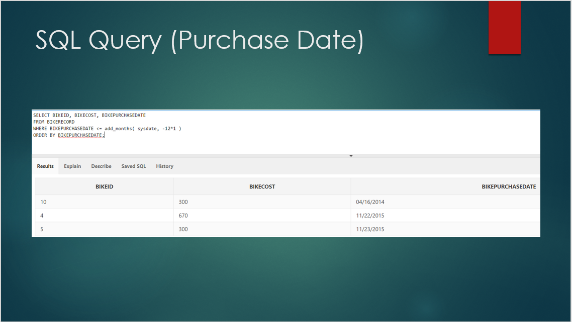 SQL Query (Purchase Date)
SELECT BIKEID, BIKECOST, BIKEPURCHASEDATE
FROM BIKERECORD
WHERE BIKEPURCHASEDATE <= add_months( sysdate, -12*1 )
ORDER BY BIKEPURCHASEDATE;
Results Explain Describe Saved SQL History
BIKEID BIKECOST BIKEPURCHASEDATE
10 300 04/16/2014
4 670 11/22/2015
5 300 11/23/2015